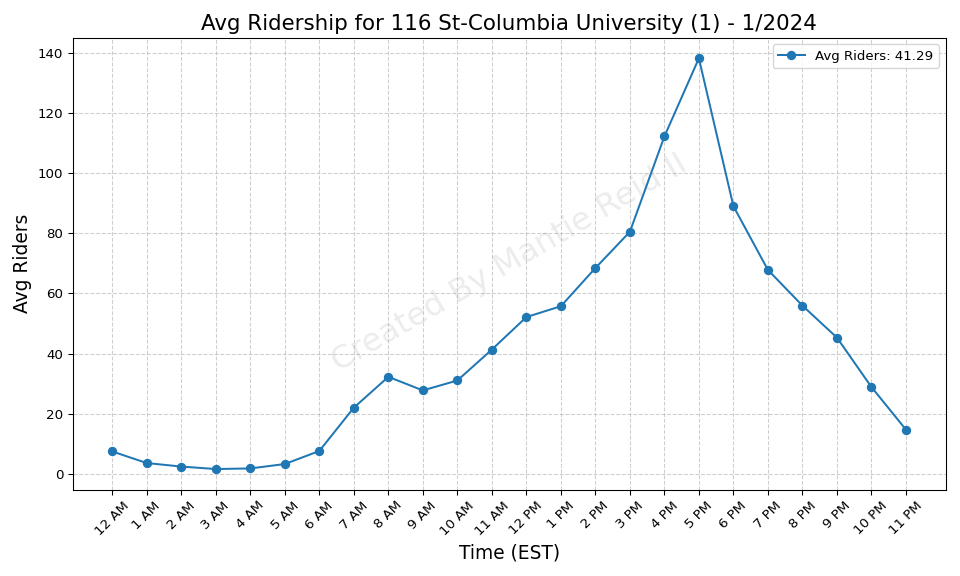 Avg Ridership for 116 St-Columbia University (1) - 1/2024
Avg Riders: 41.29
140
120
100
80
60
40
20
0
Avg Riders
Created By Mantle Reid II
12 AM
1 AM
2 AM
3 AM
4 AM
5 AM
6 AM
7 AM
8 AM
9 AM
10 AM
11 AM
12 PM
1 PM
2 PM
3 PM
4 PM
5 PM
6 PM
7 PM
8 PM
9 PM
10 PM
11 PM
Time (EST)